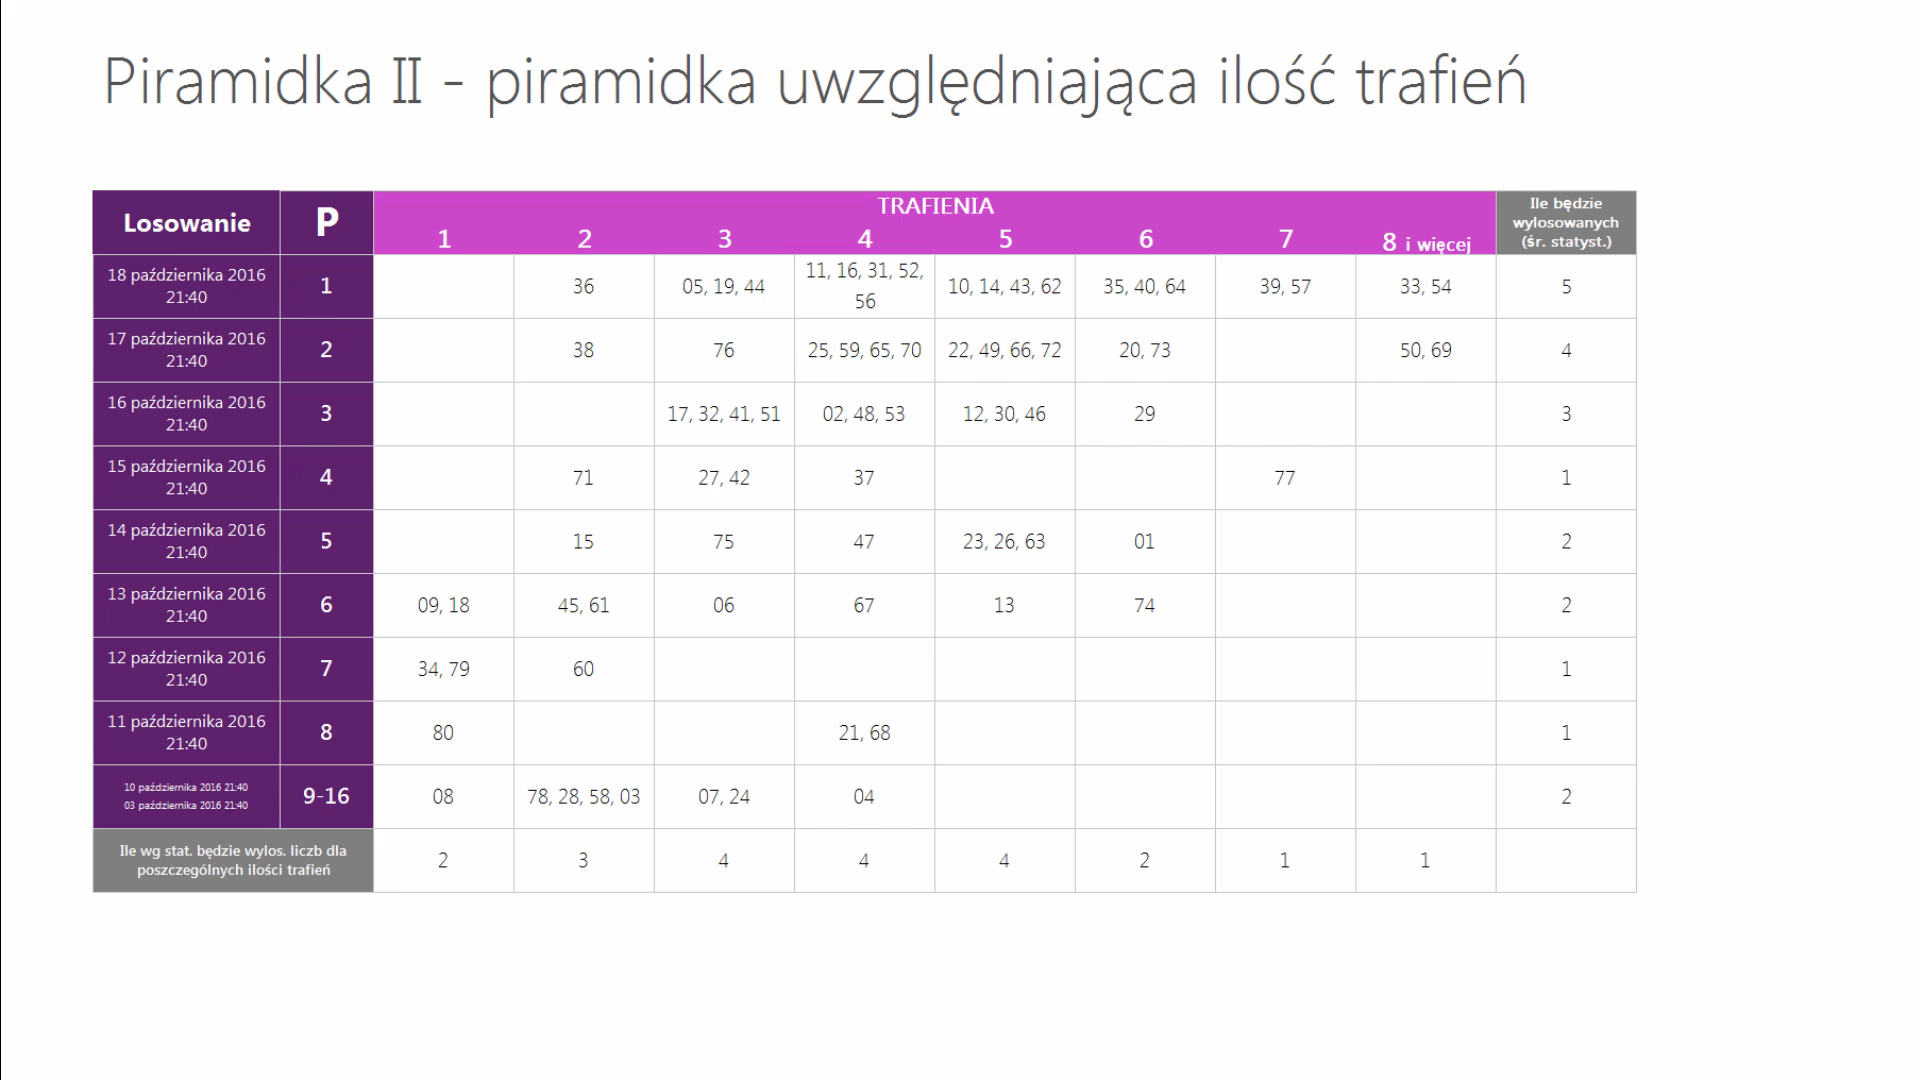 Piramidka II - piramidka uwzględniająca ilość trafień
Losowanie P TRAFIENIA Ile będzie wylosowanych (śr. statyst.)
1 2 3 4 5 6 7 8 i więcej
18 października 2016 21:40 1 36 05, 19, 44 11, 16, 31, 52, 56 10, 14, 43, 62 35, 40, 64 39, 57 33, 54 5
17 października 2016 21:40 2 38 76 25, 59, 65, 70 22, 49, 66, 72 20, 73 50, 69 4
16 października 2016 21:40 3 17, 32, 41, 51 02, 48, 53 12, 30, 46 29 3
15 października 2016 21:40 4 71 27, 42 37 77 1
14 października 2016 21:40 5 15 75 47 23, 26, 63 01 2
13 października 2016 21:40 6 09, 18 45, 61 06 67 13 74 2
12 października 2016 21:40 7 34, 79 60 1
11 października 2016 21:40 8 80 21, 68 1
10 października 2016 21:40
03 października 2016 21:40 9-16 08 78, 28, 58, 03 07, 24 04 2
Ile wg stat. będzie wylos. liczb dla poszczególnych ilości trafień 2 3 4 4 4 2 1 1